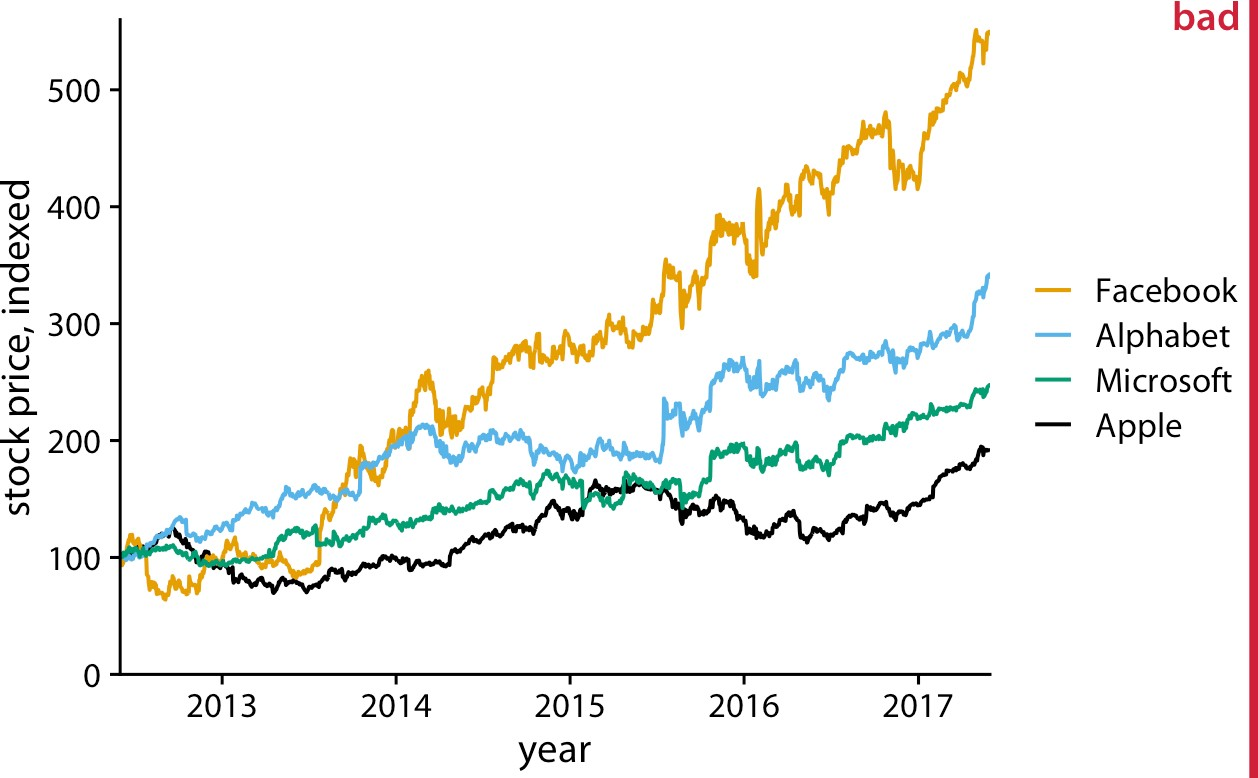 bad
stock price, indexed
500
400
300
200
100
0
2013 2014 2015 2016 2017
year
Facebook
Alphabet
Microsoft
Apple